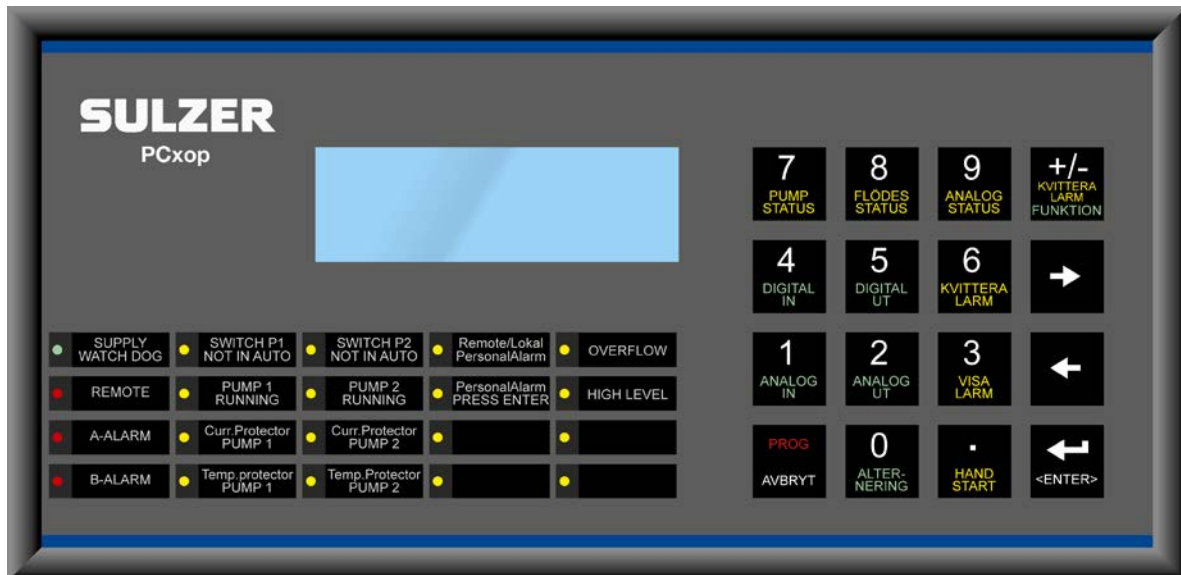 SULZER
PCxop
7
PUMP
STATUS
8
FLÖDES
STATUS
9
ANALOG
STATUS
+/-
KVITTERA
LARM
FUNKTION
4
DIGITAL
IN
5
DIGITAL
UT
6
KVITTERA
LARM
1
ANALOG
IN
2
ANALOG
UT
3
VISA
LARM
PROG
AVBRYT
0
ALTER-
NERING
.
HAND
START
<ENTER>
SUPPLY
WATCH DOG
SWITCH P1
NOT IN AUTO
SWITCH P2
NOT IN AUTO
Remote/Lokal
PersonalAlarm
OVERFLOW
REMOTE
PUMP 1
RUNNING
PUMP 2
RUNNING
PersonalAlarm
PRESS ENTER
HIGH LEVEL
A-ALARM
Curr.Protector
PUMP 1
Curr.Protector
PUMP 2
B-ALARM
Temp.protector
PUMP 1
Temp.Protector
PUMP 2